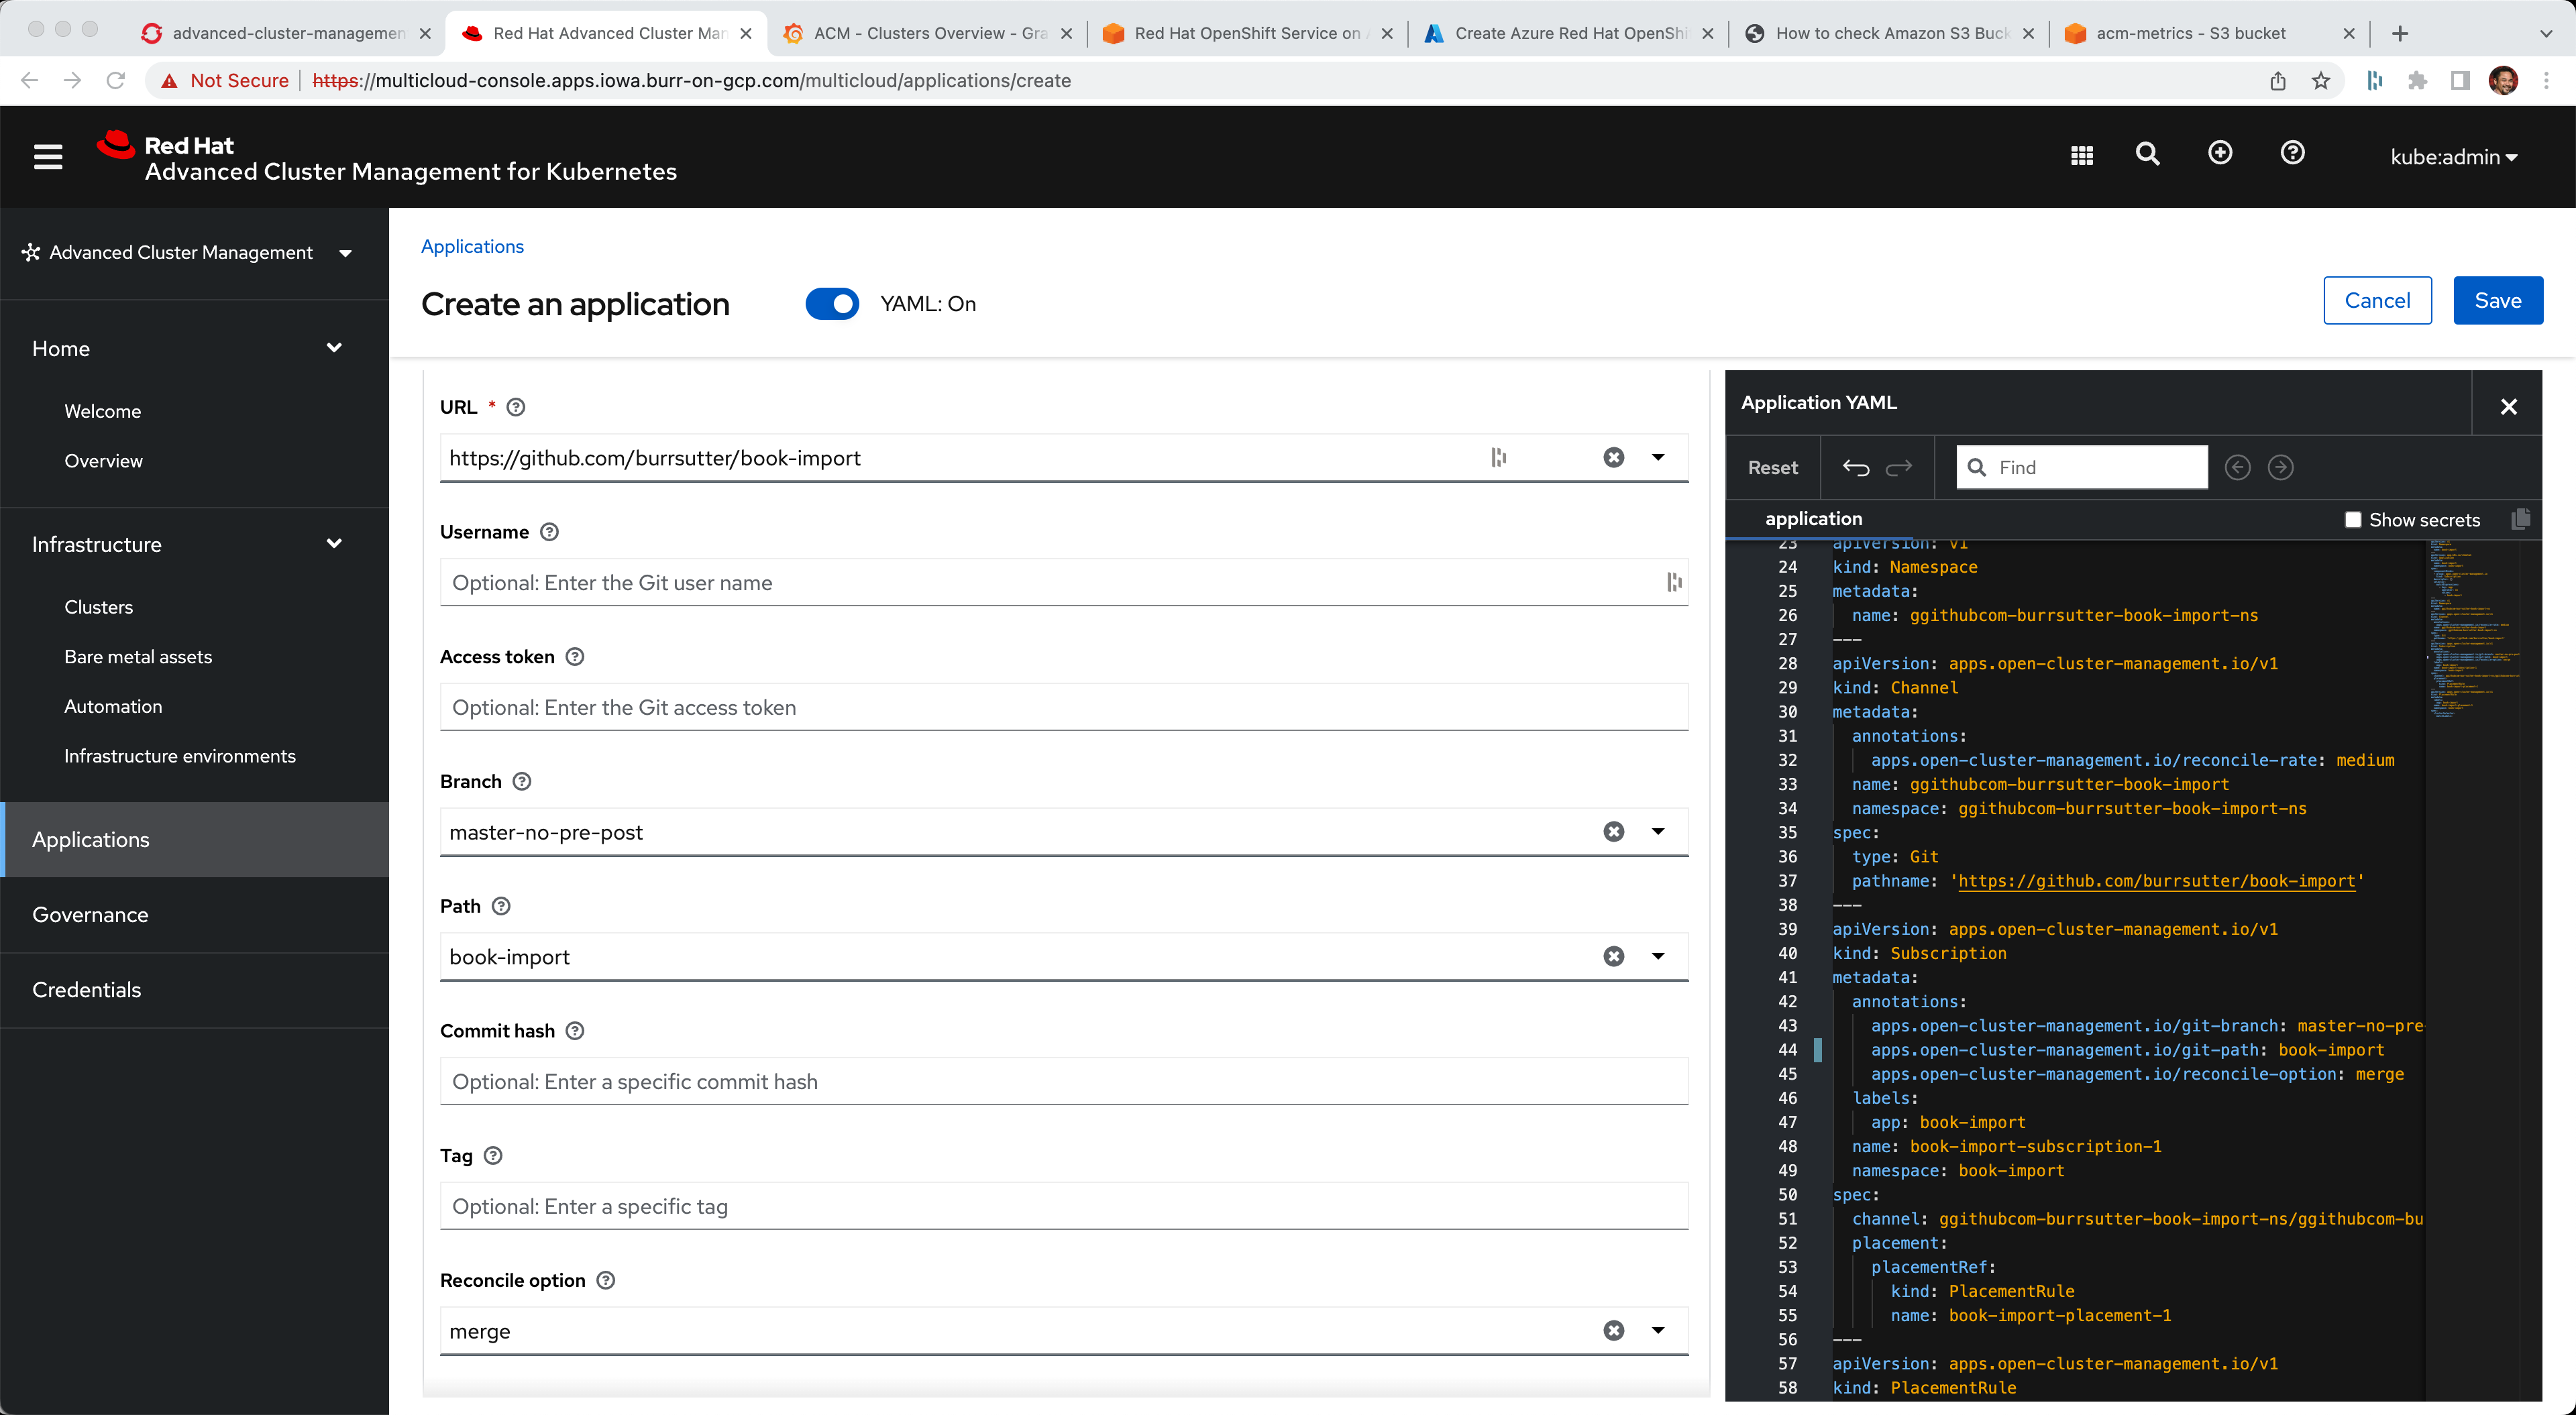 advanced-cluster-managemen
Red Hat Advanced Cluster Man
ACM - Clusters Overview - Gra
Red Hat OpenShift Service on
Create Azure Red Hat OpenShi
How to check Amazon S3 Buck
acm-metrics - S3 bucket
Not Secure
https://multicloud-console.apps.iowa.burr-on-gcp.com/multicloud/applications/create
Red Hat
Advanced Cluster Management for Kubernetes
kube:admin
Advanced Cluster Management
Home
Welcome
Overview
Infrastructure
Clusters
Bare metal assets
Automation
Infrastructure environments
Applications
Governance
Credentials
Applications
Create an application
YAML: On
Cancel
Save
URL *
https://github.com/burrsutter/book-import
Username
Optional: Enter the Git user name
Access token
Optional: Enter the Git access token
Branch
master-no-pre-post
Path
book-import
Commit hash
Optional: Enter a specific commit hash
Tag
Optional: Enter a specific tag
Reconcile option
merge
Application YAML
Reset
Find
application
Show secrets
23 apiVersion: v1
24 kind: Namespace
25 metadata:
26 name: ggithubcom-burrsutter-book-import-ns
27 ---
28 apiVersion: apps.open-cluster-management.io/v1
29 kind: Channel
30 metadata:
31 annotations:
32 apps.open-cluster-management.io/reconcile-rate: medium
33 name: ggithubcom-burrsutter-book-import
34 namespace: ggithubcom-burrsutter-book-import-ns
35 spec:
36 type: Git
37 pathname: 'https://github.com/burrsutter/book-import'
38 ---
39 apiVersion: apps.open-cluster-management.io/v1
40 kind: Subscription
41 metadata:
42 annotations:
43 apps.open-cluster-management.io/git-branch: master-no-pre-
44 apps.open-cluster-management.io/git-path: book-import
45 apps.open-cluster-management.io/reconcile-option: merge
46 labels:
47 app: book-import
48 name: book-import-subscription-1
49 namespace: book-import
50 spec:
51 channel: ggithubcom-burrsutter-book-import-ns/ggithubcom-bu
52 placement:
53 placementRef:
54 kind: PlacementRule
55 name: book-import-placement-1
56 ---
57 apiVersion: apps.open-cluster-management.io/v1
58 kind: PlacementRule